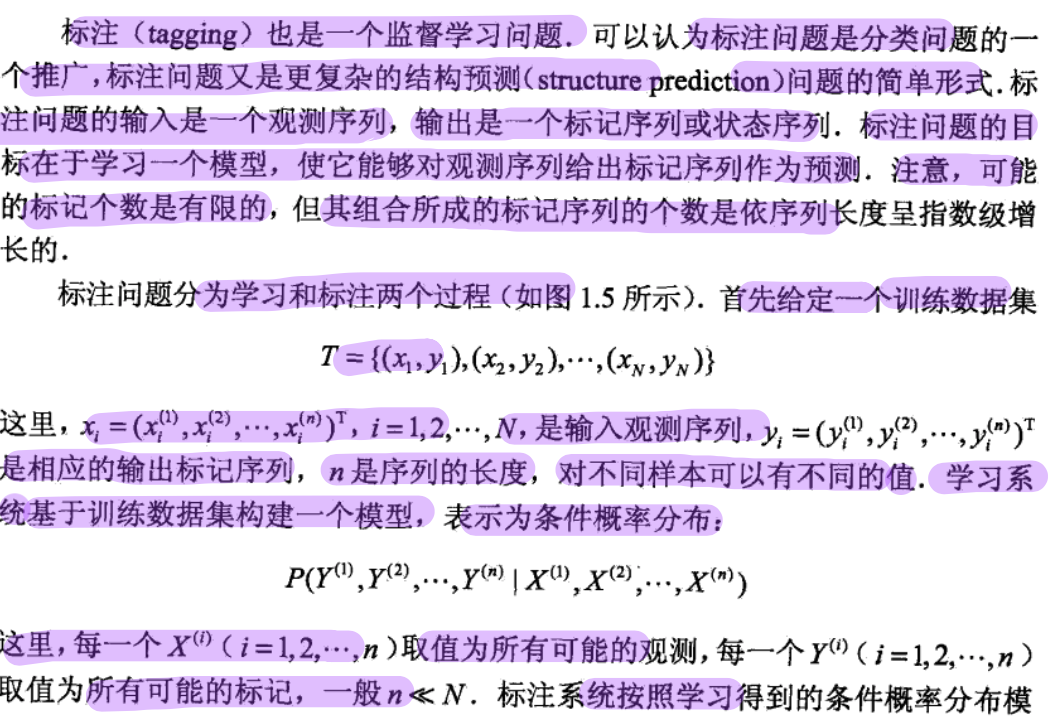 标注（tagging）也是一个监督学习问题．可以认为标注问题是分类问题的一
个推广，标注问题又是更复杂的结构预测(structure prediction)问题的简单形式．标
注问题的输入是一个观测序列，输出是一个标记序列或状态序列．标注问题的目
标在于学习一个模型，使它能够对观测序列给出标记序列作为预测．注意，可能
的标记个数是有限的，但其组合所成的标记序列的个数是依序列长度呈指数级增
长的．
标注问题分为学习和标注两个过程（如图 1.5 所示）．首先给定一个训练数据集
T = {(x₁, y₁), (x₂, y₂), ⋯, (x_N, y_N)}
这里，x_i = (x_i^(1), x_i^(2), ⋯, x_i^(n))^T，i = 1, 2, ⋯, N，是输入观测序列，y_i = (y_i^(1), y_i^(2), ⋯, y_i^(n))^T
是相应的输出标记序列，n 是序列的长度，对不同样本可以有不同的值．学习系
统基于训练数据集构建一个模型，表示为条件概率分布：
P(Y^(1), Y^(2), ⋯, Y^(n) | X^(1), X^(2), ⋯, X^(n))
这里，每一个 X^(i)（i = 1, 2, ⋯, n）取值为所有可能的观测，每一个 Y^(i)（i = 1, 2, ⋯, n）
取值为所有可能的标记，一般 n ≪ N．标注系统按照学习得到的条件概率分布模